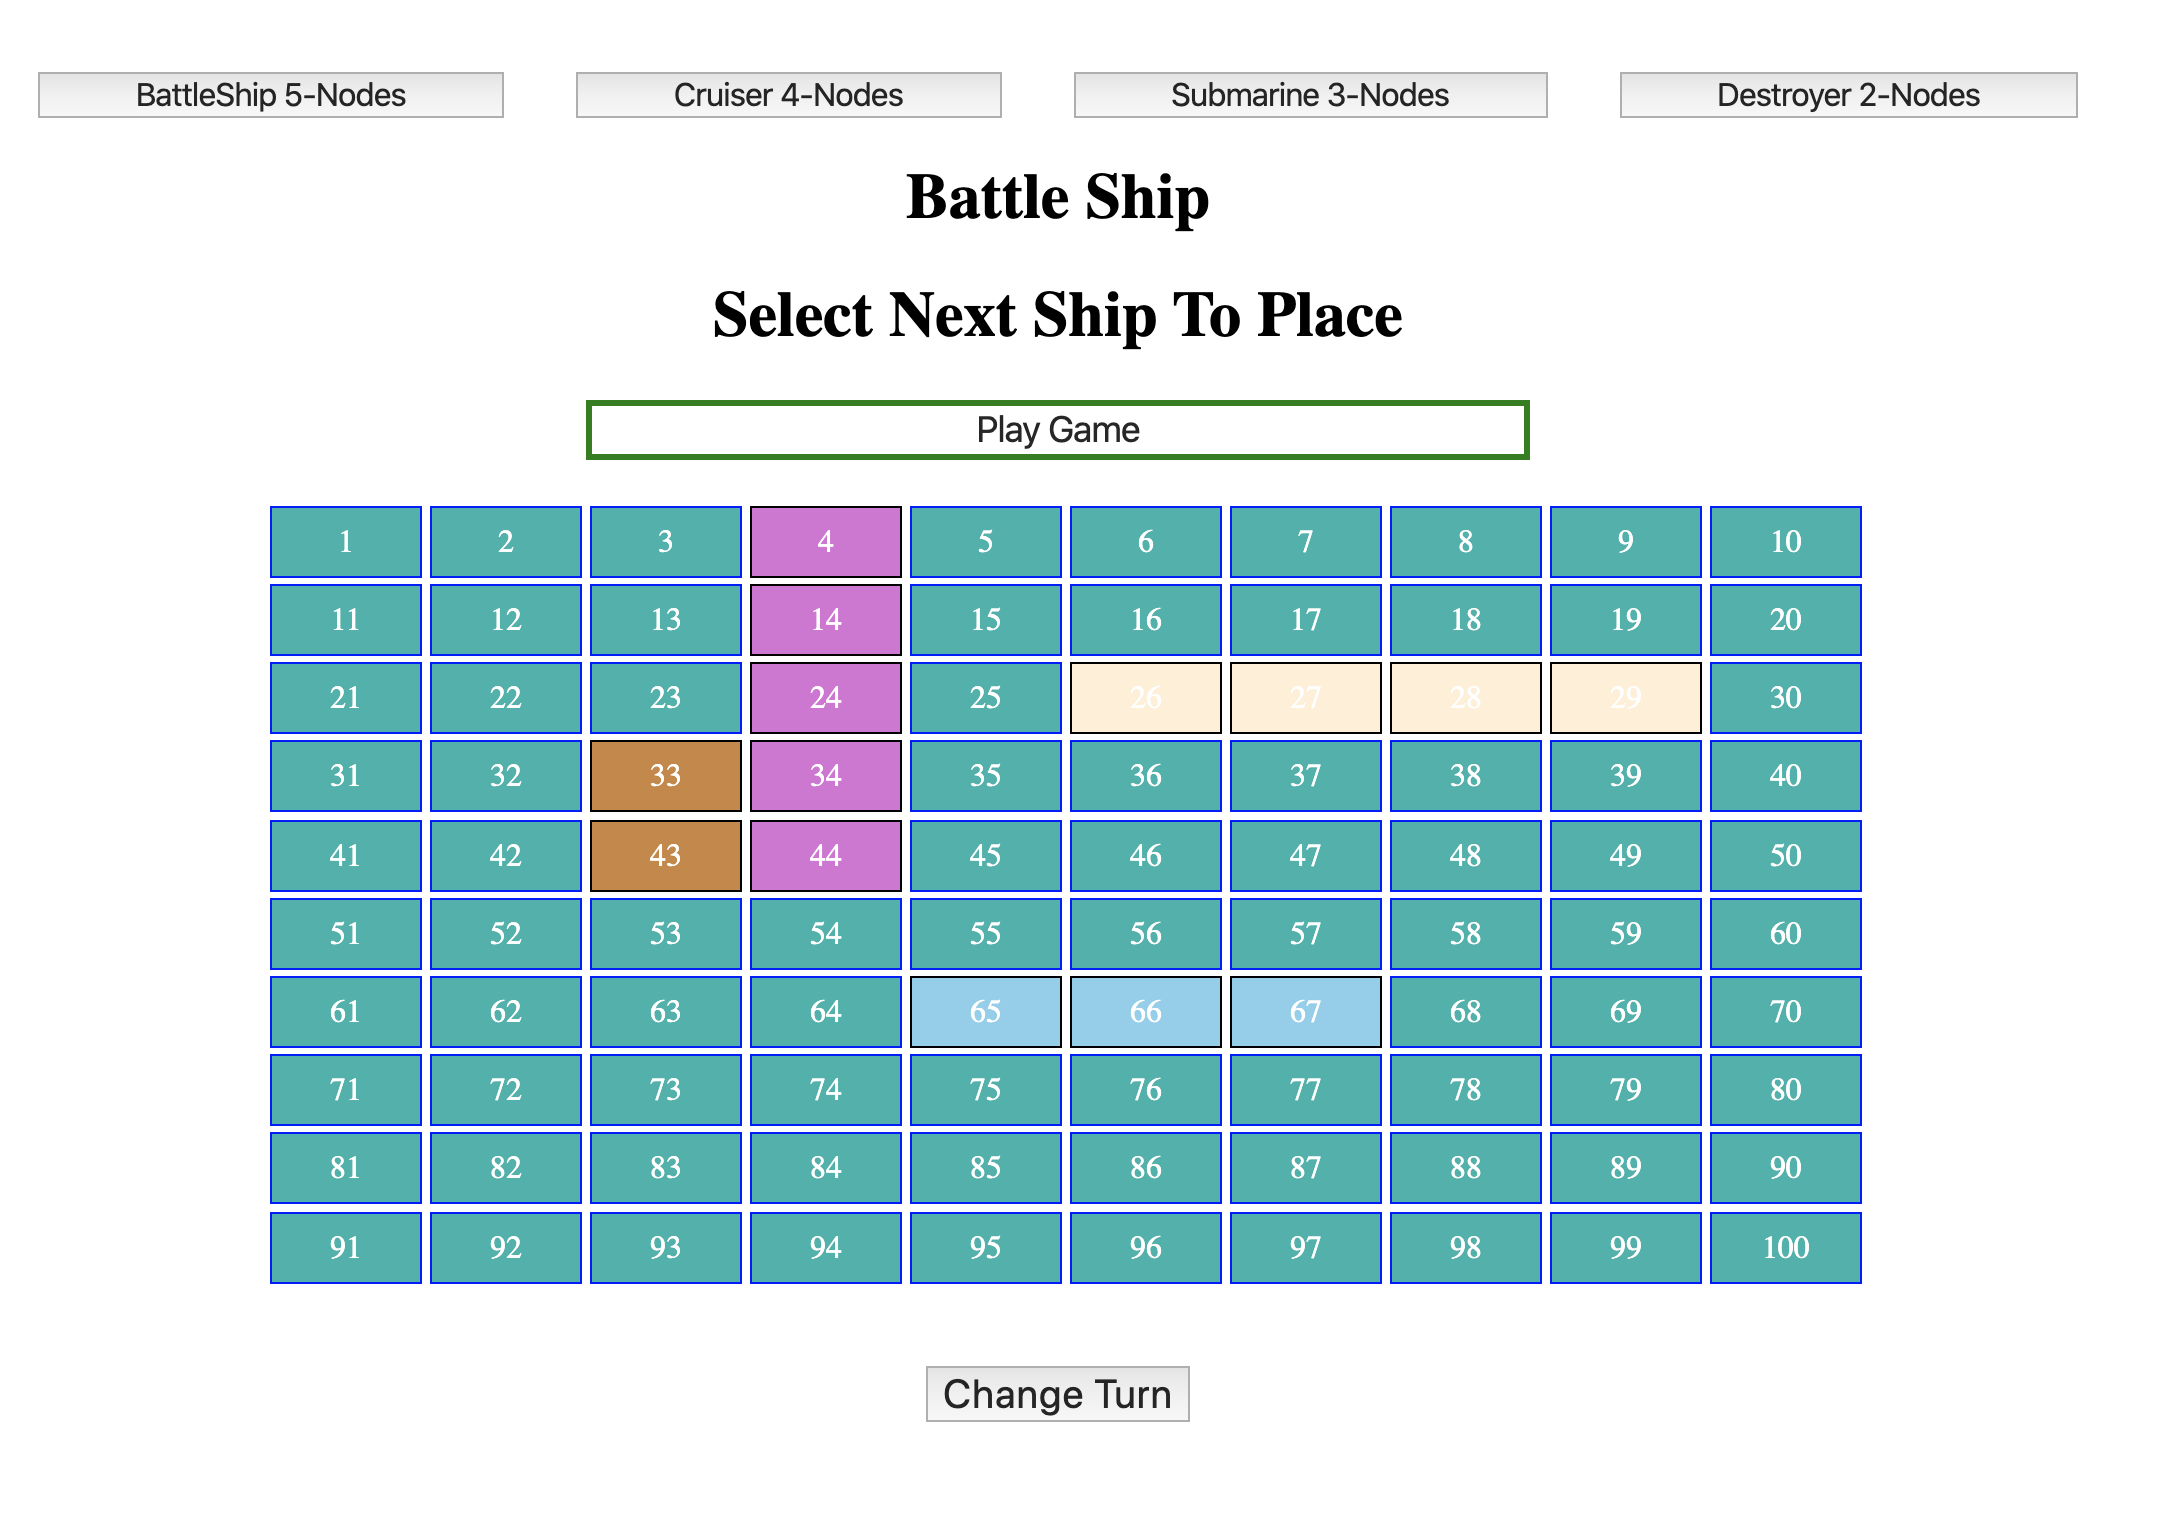 BattleShip 5-Nodes Cruiser 4-Nodes Submarine 3-Nodes Destroyer 2-Nodes
Battle Ship
Select Next Ship To Place
Play Game
1 2 3 4 5 6 7 8 9 10
11 12 13 14 15 16 17 18 19 20
21 22 23 24 25 26 27 28 29 30
31 32 33 34 35 36 37 38 39 40
41 42 43 44 45 46 47 48 49 50
51 52 53 54 55 56 57 58 59 60
61 62 63 64 65 66 67 68 69 70
71 72 73 74 75 76 77 78 79 80
81 82 83 84 85 86 87 88 89 90
91 92 93 94 95 96 97 98 99 100
Change Turn